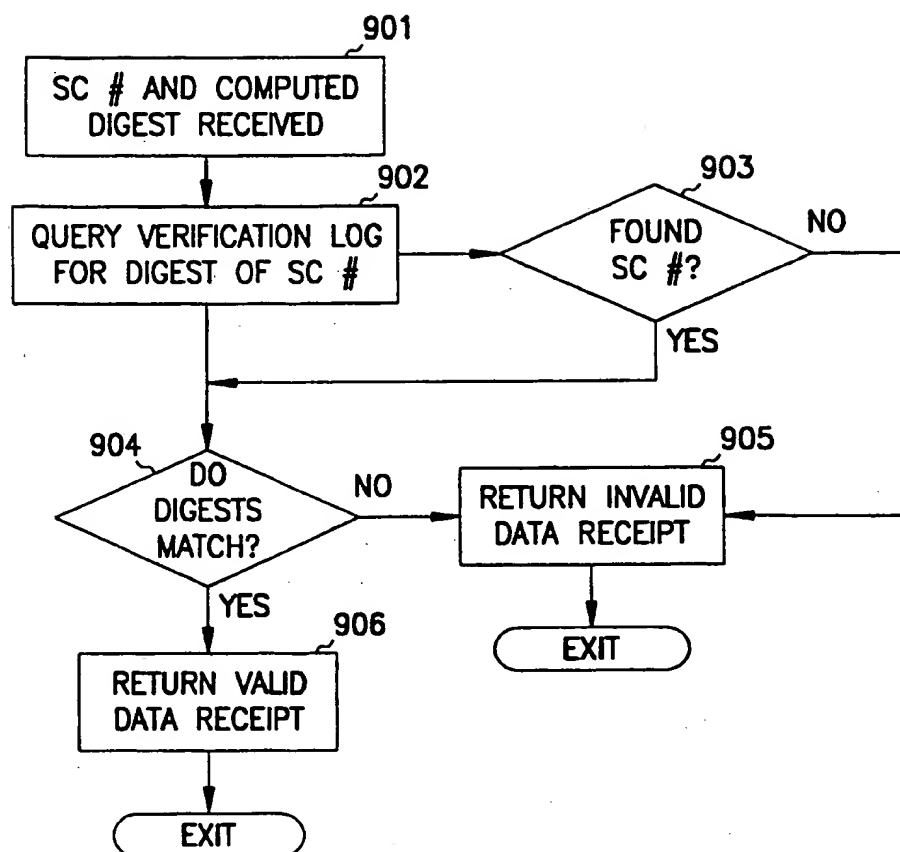 901
SC # AND COMPUTED
DIGEST RECEIVED
902
QUERY VERIFICATION LOG
FOR DIGEST OF SC #
903
FOUND
SC #?
NO
YES
904
DO
DIGESTS
MATCH?
NO
YES
905
RETURN INVALID
DATA RECEIPT
EXIT
906
RETURN VALID
DATA RECEIPT
EXIT